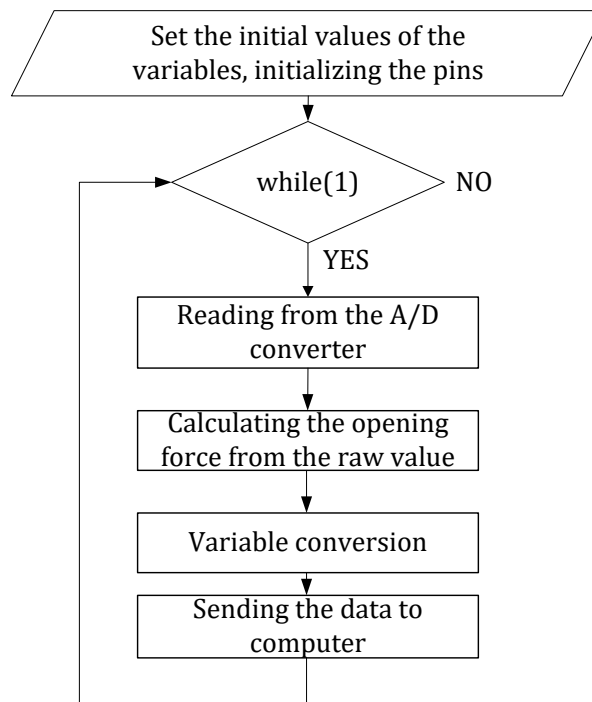 Set the initial values of the
variables, initializing the pins
while(1)
NO
YES
Reading from the A/D
converter
Calculating the opening
force from the raw value
Variable conversion
Sending the data to
computer